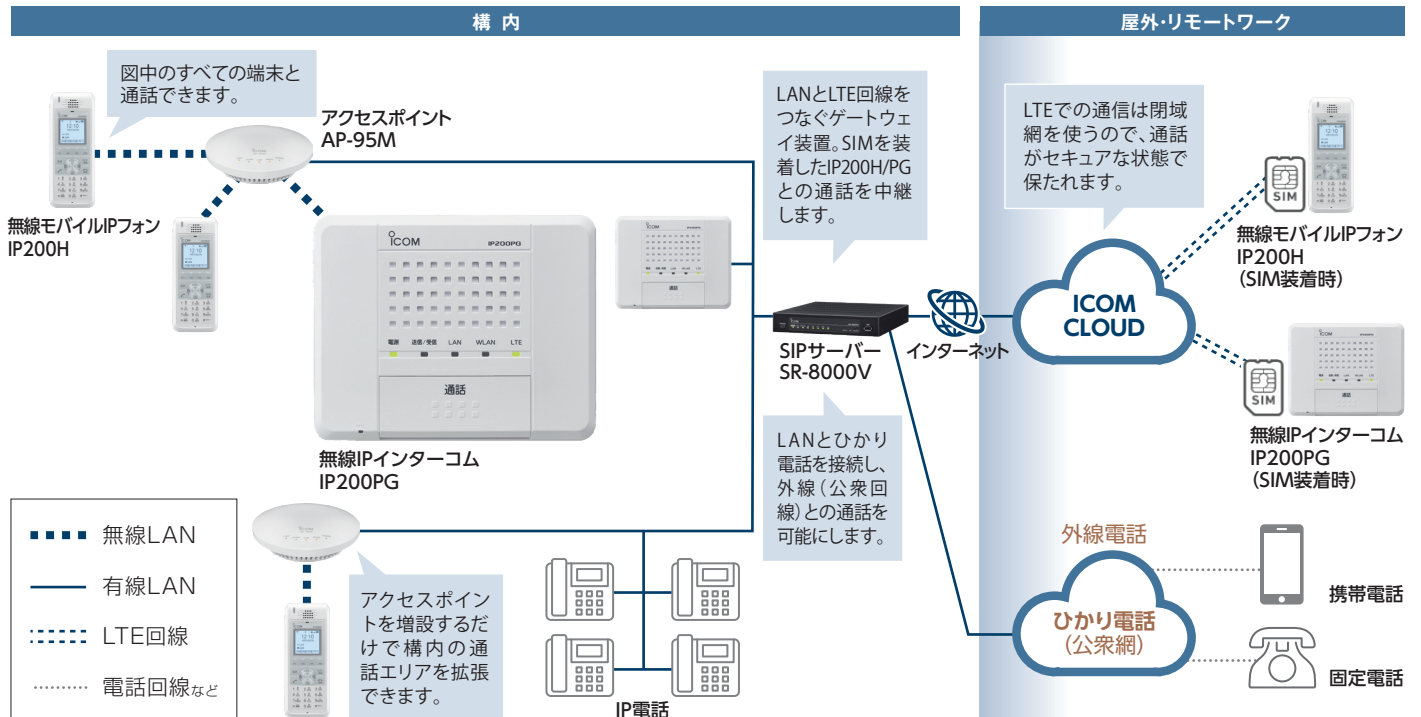 構 内
屋外・リモートワーク
図中のすべての端末と
通話できます。
アクセスポイント
AP-95M
無線モバイルIPフォン
IP200H
ICOM
IP200PG
電源 送信/受信 LAN WLAN LTE
通話
無線IPインターコム
IP200PG
通話
LANとLTE回線を
つなぐゲートウェ
イ装置。SIMを装
着したIP200H/PG
との通話を中継
します。
SIPサーバー
SR-8000V
インターネット
LANとひかり
電話を接続し、
外線(公衆回
線)との通話を
可能にします。
LTEでの通信は閉域
網を使うので、通話
がセキュアな状態で
保たれます。
ICOM
CLOUD
SIM
無線モバイルIPフォン
IP200H
(SIM装着時)
SIM
通話
無線IPインターコム
IP200PG
(SIM装着時)
外線電話
ひかり電話
(公衆網)
携帯電話
固定電話
無線LAN
有線LAN
LTE回線
電話回線など
アクセスポイン
トを増設するだ
けで構内の通
話エリアを拡張
できます。
IP電話